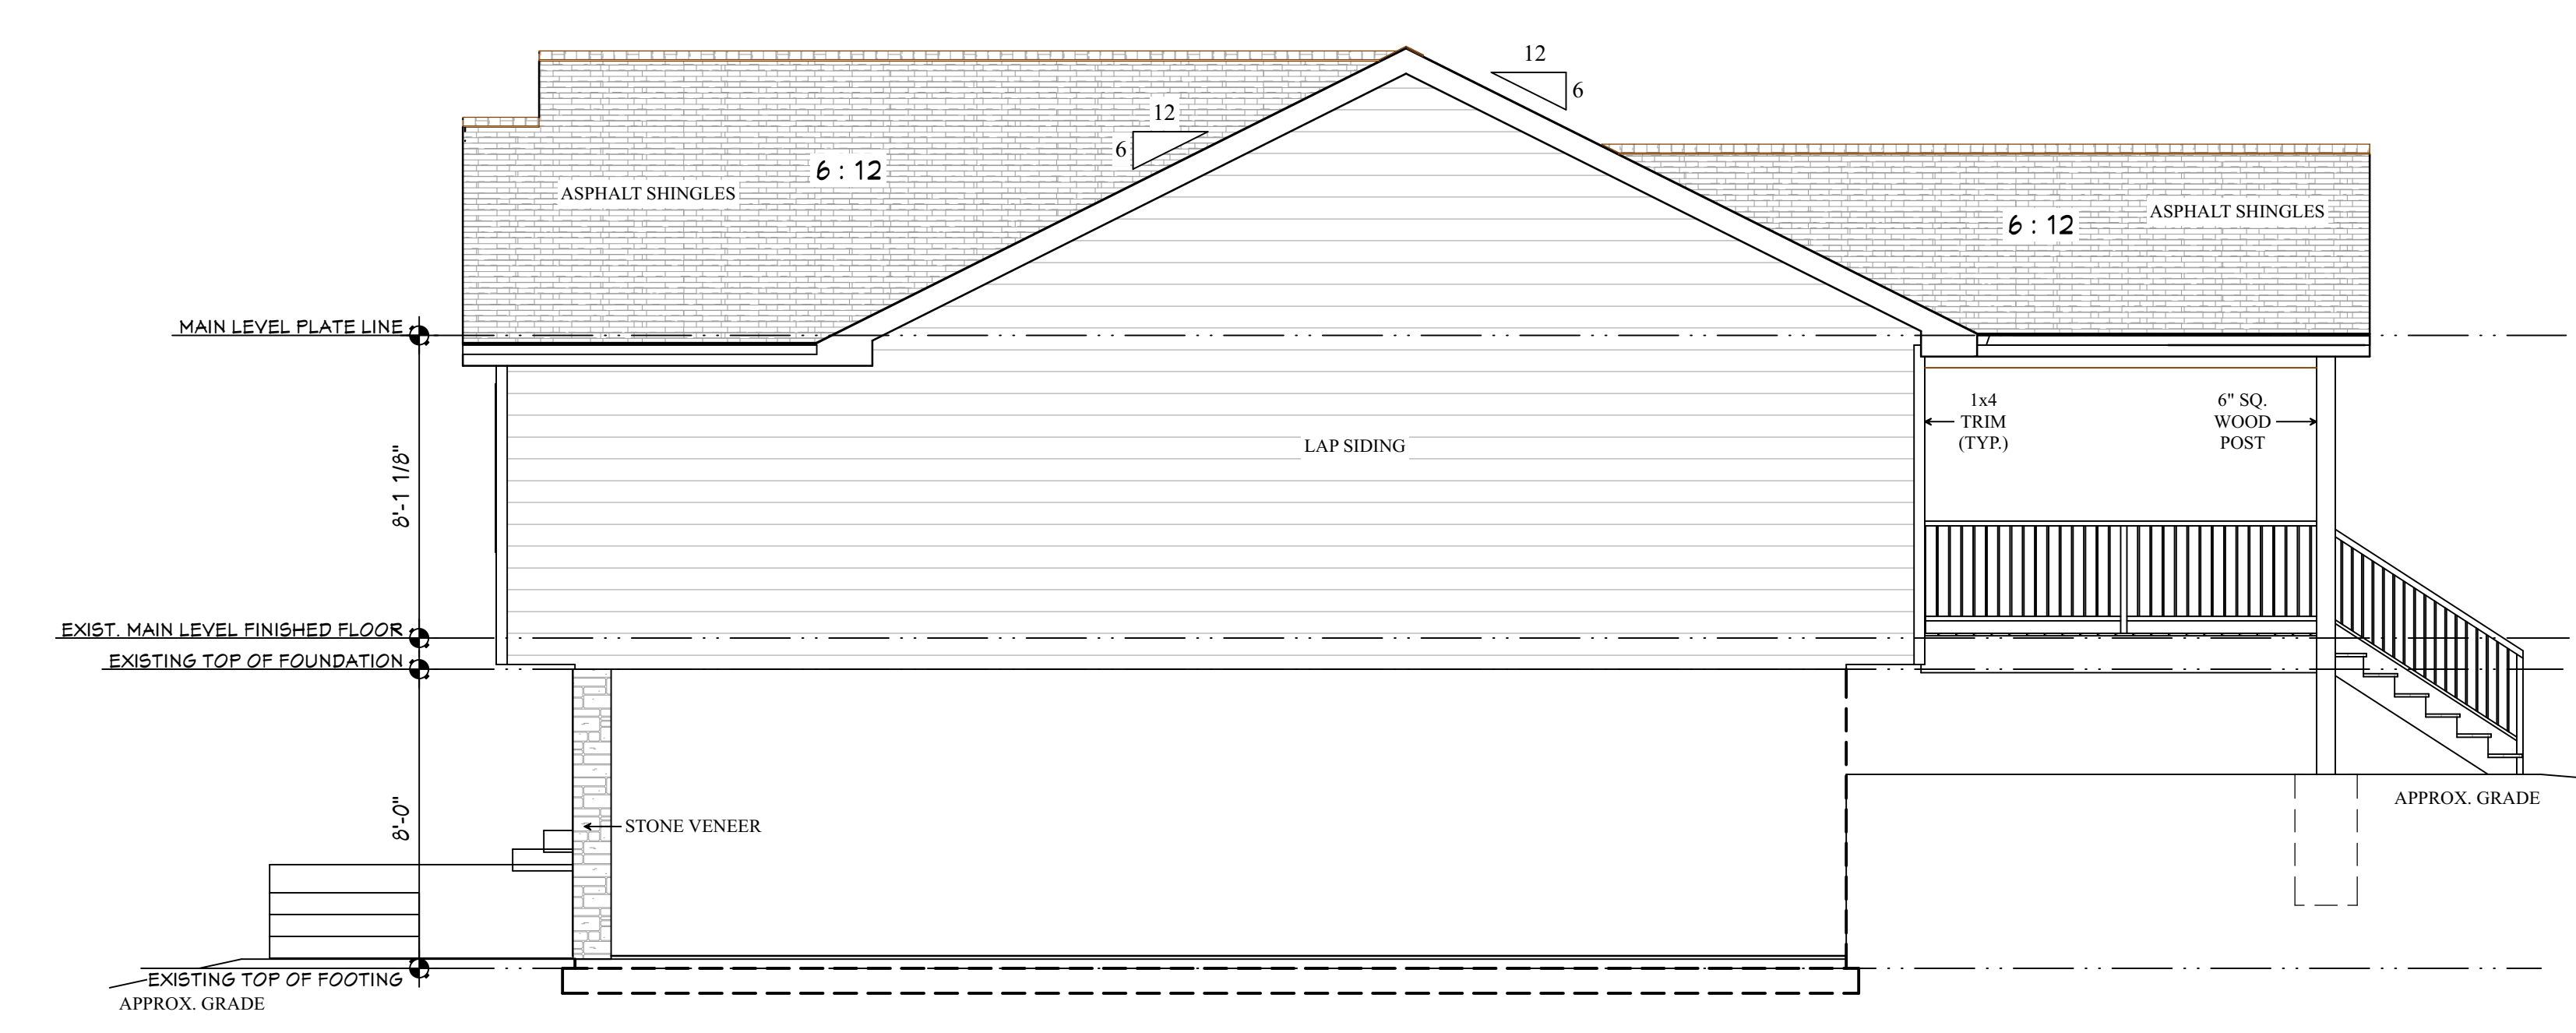 12
6
12
6
6 : 12
ASPHALT SHINGLES
ASPHALT SHINGLES
6 : 12
MAIN LEVEL PLATE LINE
1x4
TRIM
(TYP.)
6" SQ.
WOOD
POST
LAP SIDING
8'-1 1/8"
EXIST. MAIN LEVEL FINISHED FLOOR
EXISTING TOP OF FOUNDATION
8'-0"
STONE VENEER
APPROX. GRADE
EXISTING TOP OF FOOTING
APPROX. GRADE